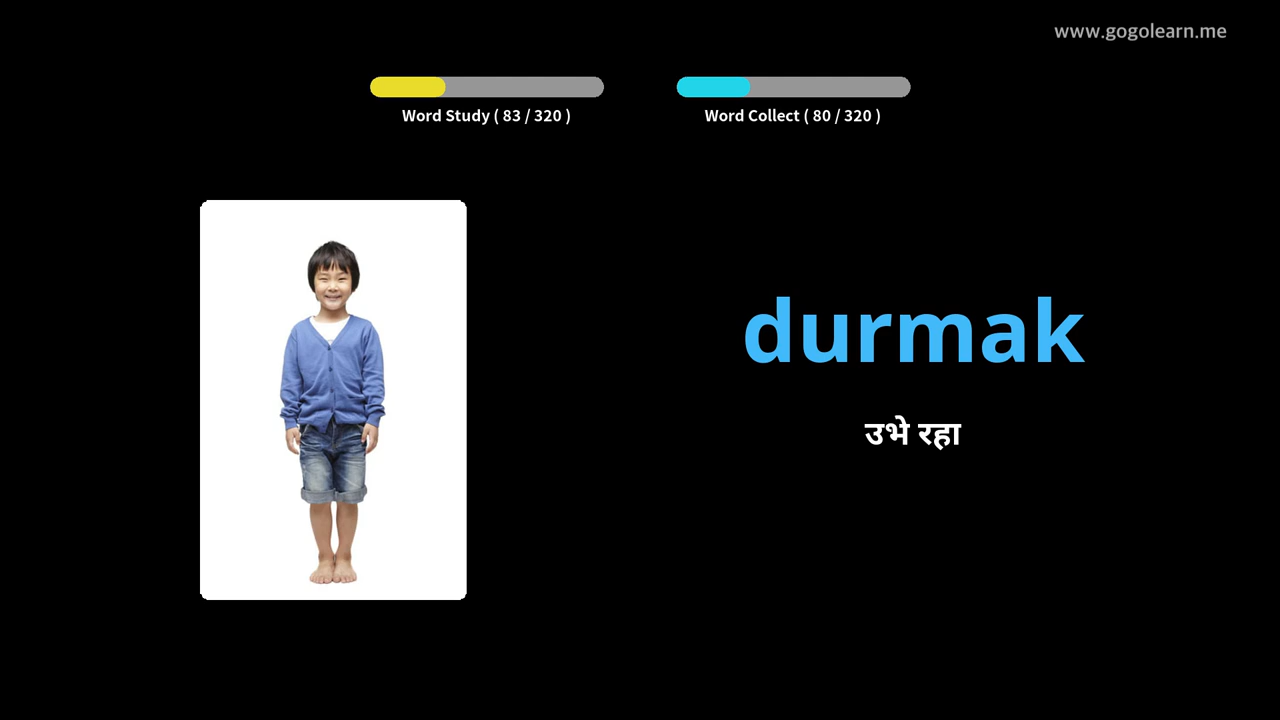 www.gogolearn.me
Word Study ( 83 / 320 )
Word Collect ( 80 / 320 )
durmak
उभे रहा